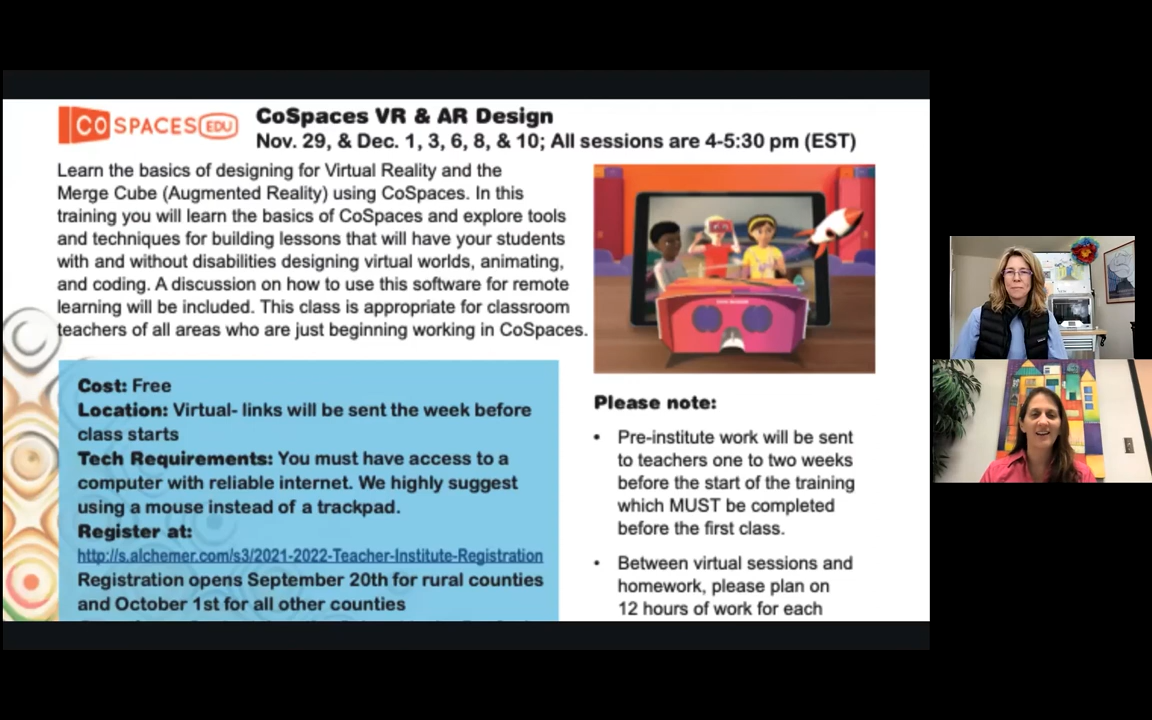 COSPACES EDU
CoSpaces VR & AR Design
Nov. 29, & Dec. 1, 3, 6, 8, & 10; All sessions are 4-5:30 pm (EST)
Learn the basics of designing for Virtual Reality and the
Merge Cube (Augmented Reality) using CoSpaces. In this
training you will learn the basics of CoSpaces and explore tools
and techniques for building lessons that will have your students
with and without disabilities designing virtual worlds, animating,
and coding. A discussion on how to use this software for remote
learning will be included. This class is appropriate for classroom
teachers of all areas who are just beginning working in CoSpaces.
Cost: Free
Location: Virtual- links will be sent the week before
class starts
Tech Requirements: You must have access to a
computer with reliable internet. We highly suggest
using a mouse instead of a trackpad.
Register at:
http://s.alchemer.com/s3/2021-2022-Teacher-Institute-Registration
Registration opens September 20th for rural counties
and October 1st for all other counties
Please note:
• Pre-institute work will be sent
to teachers one to two weeks
before the start of the training
which MUST be completed
before the first class.
• Between virtual sessions and
homework, please plan on
12 hours of work for each